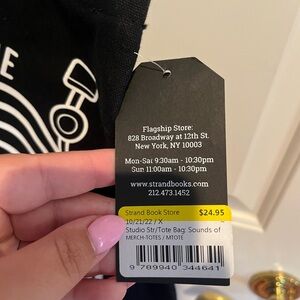 E
Flagship Store:
828 Broadway at 12th St.
New York, NY 10003
Mon-Sat 9:30am - 10:30pm
Sun 11:00am - 10:30pm
www.strandbooks.com
212.473.1452
Strand Book Store $24.95
10/21/22 / X
Studio Str/Tote Bag: Sounds of
MERCH-TOTES / MTOTE
9 789940 344641